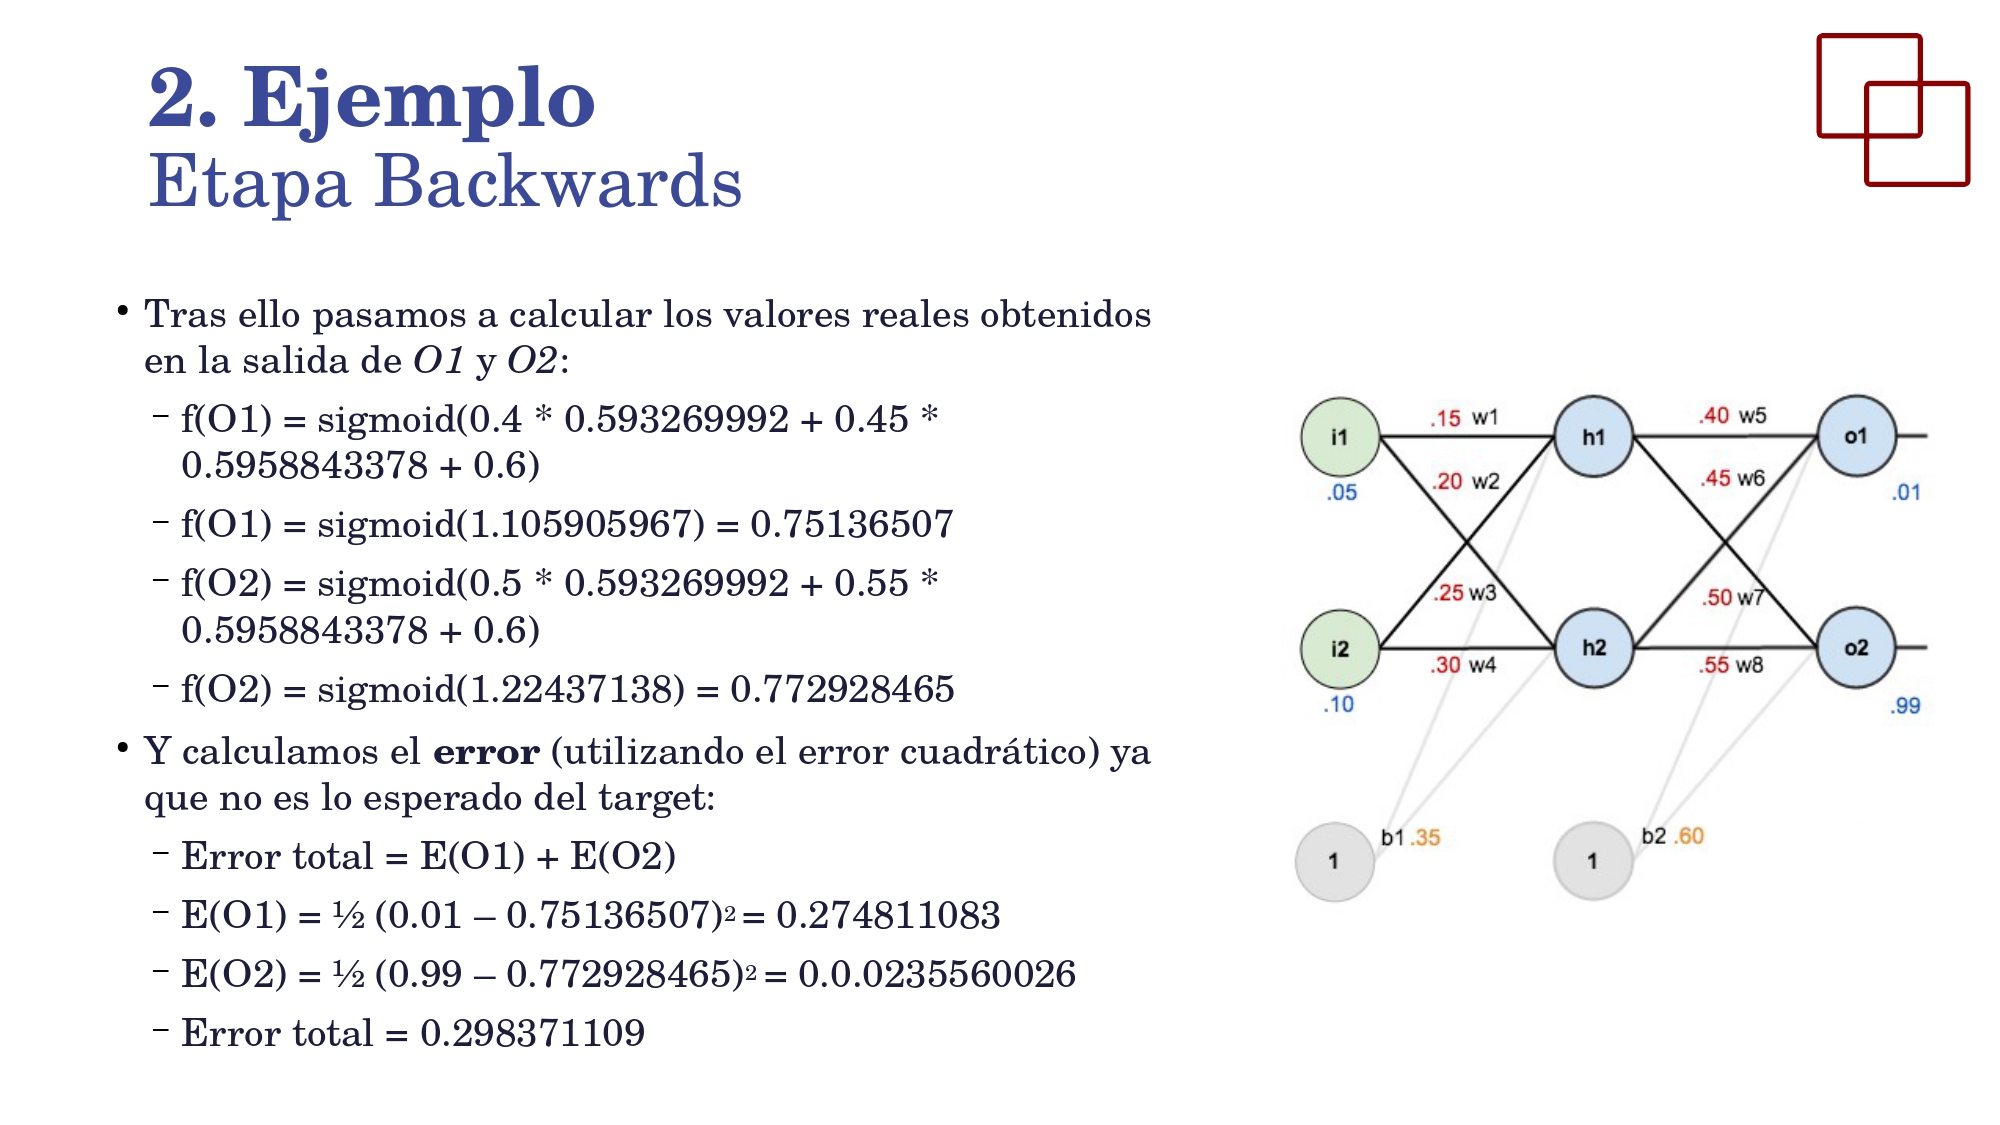 2. Ejemplo
Etapa Backwards
• Tras ello pasamos a calcular los valores reales obtenidos
en la salida de O1 y O2:
– f(O1) = sigmoid(0.4 * 0.593269992 + 0.45 *
0.5958843378 + 0.6)
– f(O1) = sigmoid(1.105905967) = 0.75136507
– f(O2) = sigmoid(0.5 * 0.593269992 + 0.55 *
0.5958843378 + 0.6)
– f(O2) = sigmoid(1.22437138) = 0.772928465
• Y calculamos el error (utilizando el error cuadrático) ya
que no es lo esperado del target:
– Error total = E(O1) + E(O2)
– E(O1) = ½ (0.01 – 0.75136507)² = 0.274811083
– E(O2) = ½ (0.99 – 0.772928465)² = 0.0.0235560026
– Error total = 0.298371109
i1
.15 w1
h1
.40 w5
o1
.05
.20 w2
.45 w6
.01
.25 w3
.50 w7
i2
.30 w4
h2
.55 w8
o2
.10
.99
1
b1 .35
1
b2 .60